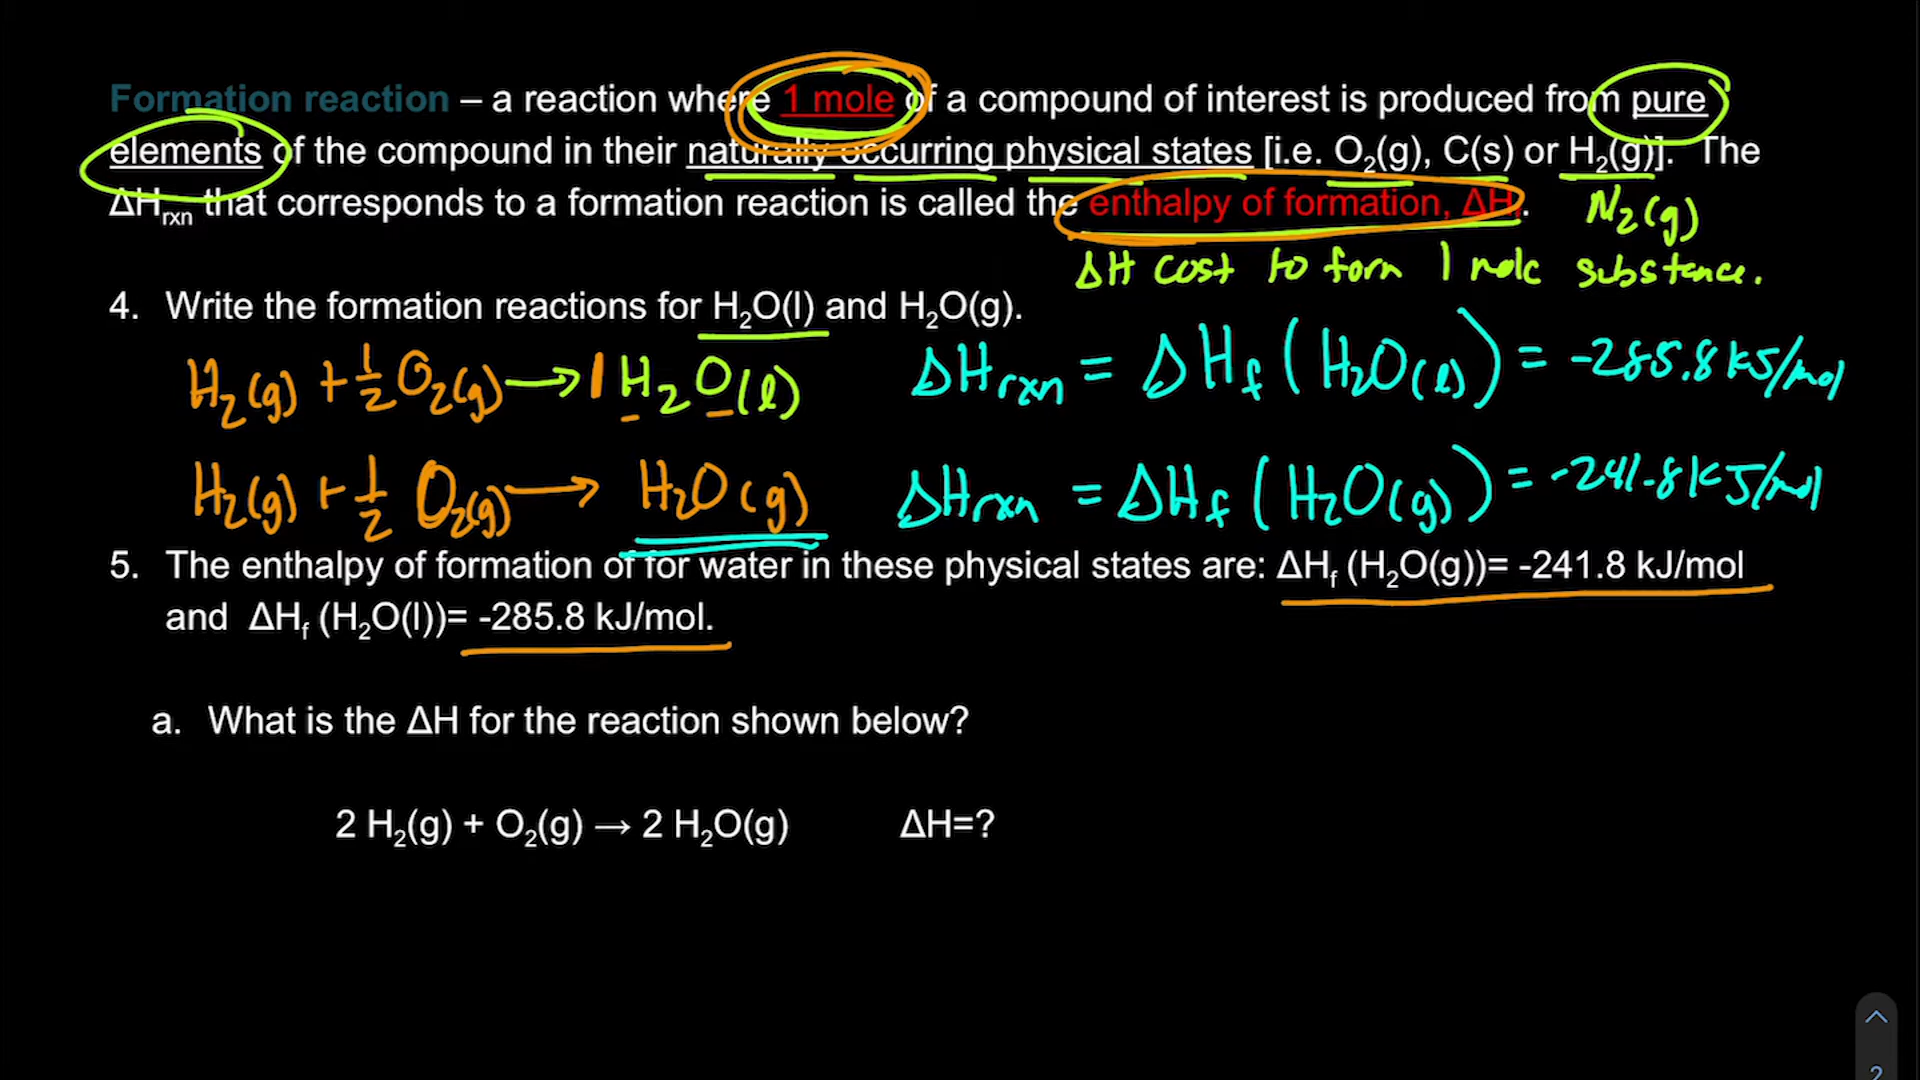 Formation reaction – a reaction where 1 mole of a compound of interest is produced from pure
elements of the compound in their naturally occurring physical states [i.e. O₂(g), C(s) or H₂(g)]. The
ΔHᵣₓₙ that corresponds to a formation reaction is called the enthalpy of formation, ΔHf. N₂(g)
ΔH cost to form 1 mole substance.
4. Write the formation reactions for H₂O(l) and H₂O(g).
H₂(g) + ½ O₂(g) → 1 H₂O(l) ΔHrxn = ΔHf (H₂O(l)) = -285.8 kJ/mol
H₂(g) + ½ O₂(g) → H₂O(g) ΔHrxn = ΔHf (H₂O(g)) = -241.8 kJ/mol
5. The enthalpy of formation of for water in these physical states are: ΔHf (H₂O(g))= -241.8 kJ/mol
and ΔHf (H₂O(l))= -285.8 kJ/mol.
a. What is the ΔH for the reaction shown below?
2 H₂(g) + O₂(g) → 2 H₂O(g) ΔH=?
2